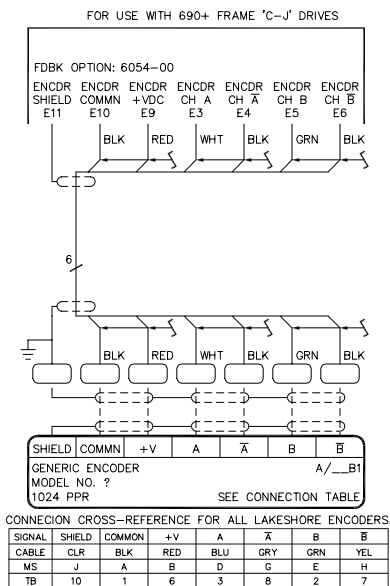 FOR USE WITH 690+ FRAME 'C-J' DRIVES
FDBK OPTION: 6054-00
ENCDR ENCDR ENCDR ENCDR ENCDR ENCDR ENCDR
SHIELD COMMN +VDC CH A CH A̅ CH B CH B̅
E11 E10 E9 E3 E4 E5 E6
BLK RED WHT BLK GRN BLK
6
BLK RED WHT BLK GRN BLK
SHIELD COMMN +V A A̅ B B̅
GENERIC ENCODER A/__B1
MODEL NO. ?
1024 PPR SEE CONNECTION TABLE
CONNECION CROSS-REFERENCE FOR ALL LAKESHORE ENCODERS.
SIGNAL SHIELD COMMON +V A A̅ B B̅
CABLE CLR BLK RED BLU GRY GRN YEL
MS J A B D G E H
TB 10 1 6 3 8 2 7